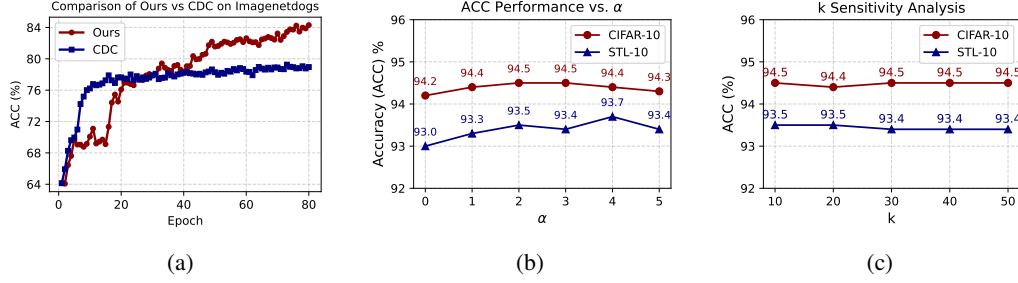 Comparison of Ours vs CDC on Imagenetdogs
Ours
CDC
ACC (%)
84
80
76
72
68
64
0 20 40 60 80
Epoch
(a)
ACC Performance vs. α
CIFAR-10
STL-10
Accuracy (ACC) %
96
95
94
93
92
94.2 94.4 94.5 94.5 94.4 94.3
93.0 93.3 93.5 93.4 93.7 93.4
0 1 2 3 4 5
α
(b)
k Sensitivity Analysis
CIFAR-10
STL-10
ACC (%)
96
95
94
93
92
94.5 94.4 94.5 94.5 94.5
93.5 93.5 93.4 93.4 93.4
10 20 30 40 50
k
(c)